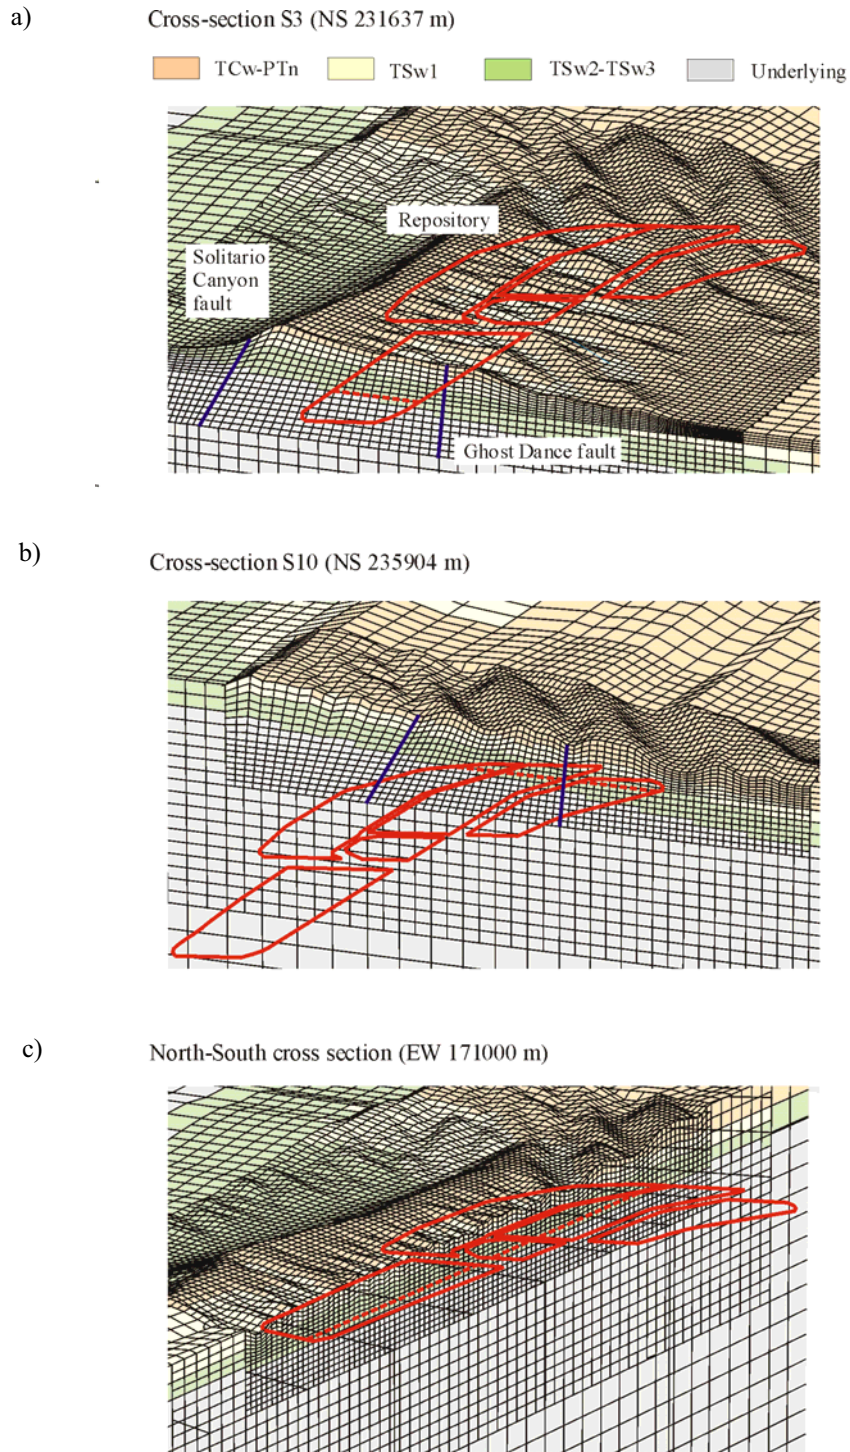 a)
Cross-section S3 (NS 231637 m)
TCw-PTn
TSw1
TSw2-TSw3
Underlying
Repository
Solitario
Canyon
fault
Ghost Dance fault
b)
Cross-section S10 (NS 235904 m)
c)
North-South cross section (EW 171000 m)